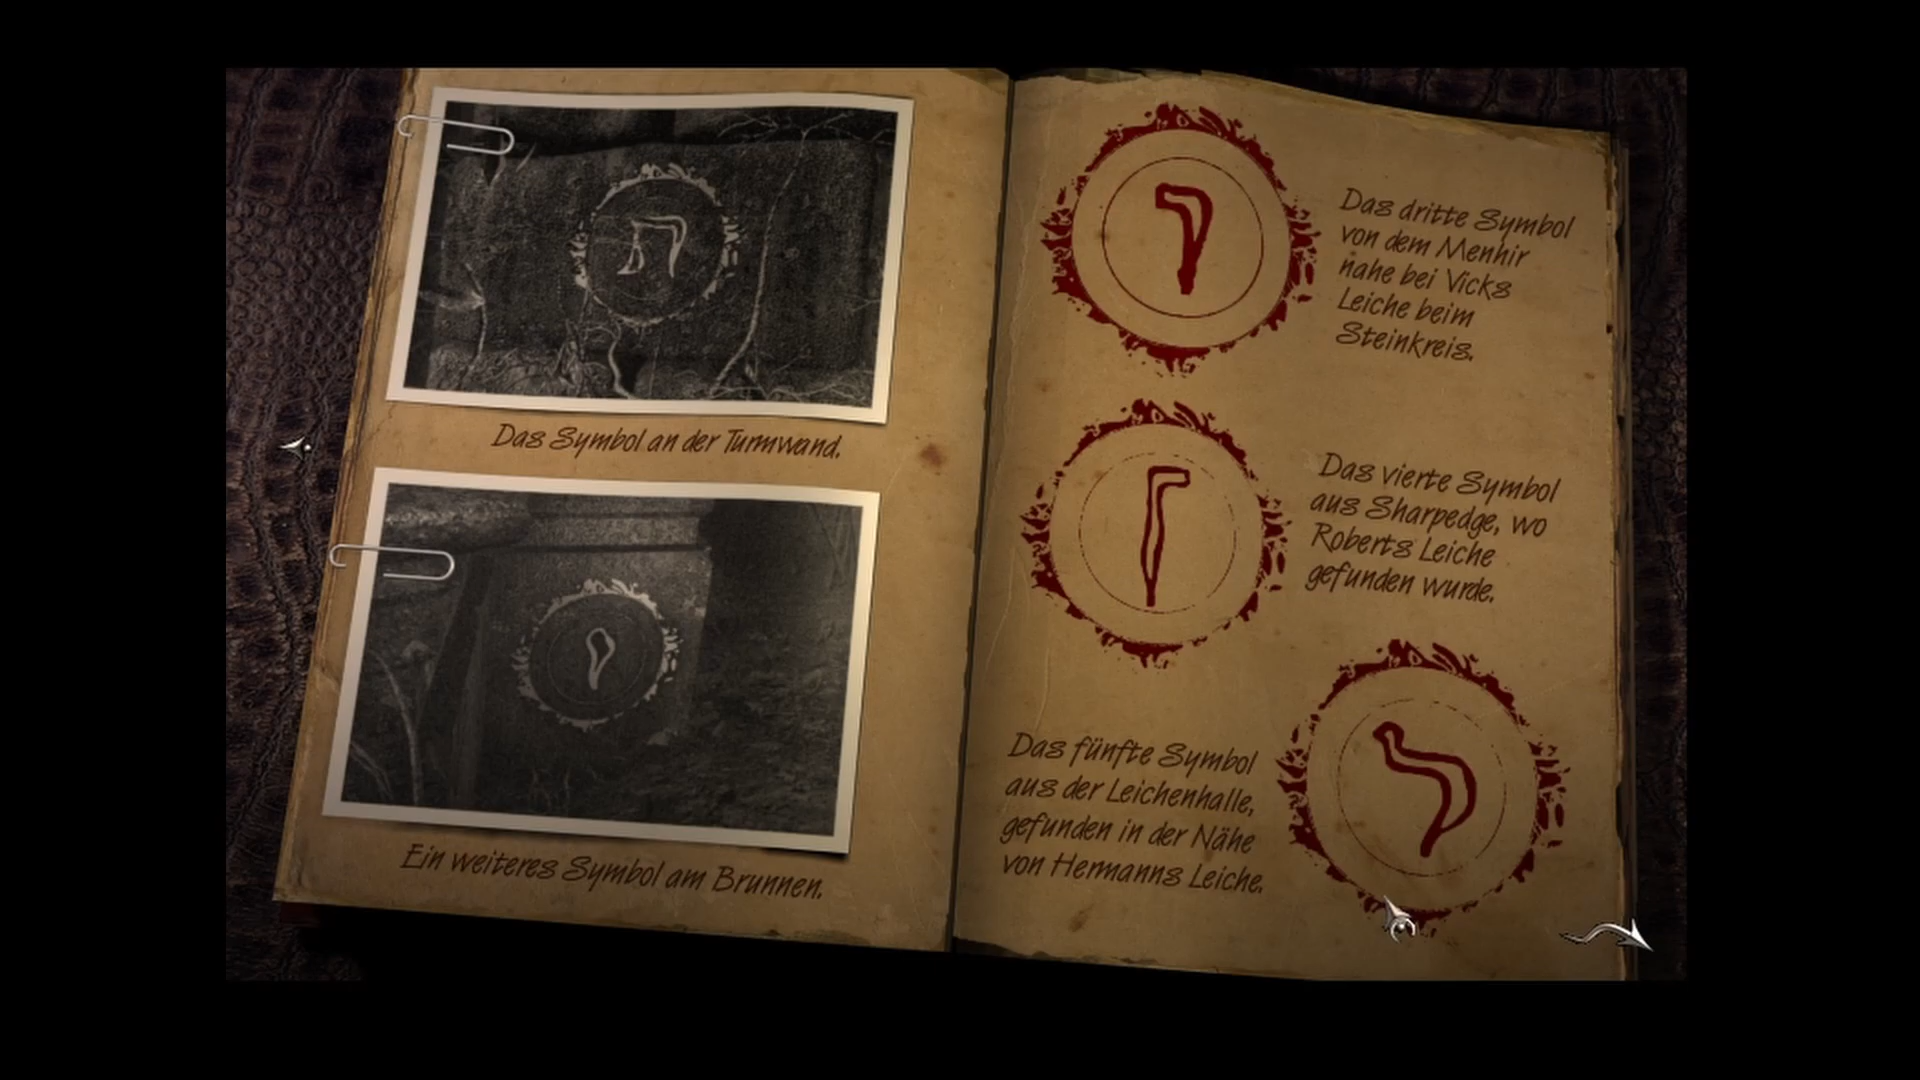 ת
Das Symbol an der Turmwand.
Ein weiteres Symbol am Brunnen.
Das dritte Symbol
von dem Menhir
nahe bei Vicks
Leiche beim
Steinkreis.
Das vierte Symbol
aus Sharpedge, wo
Roberts Leiche
gefunden wurde.
Das fünfte Symbol
aus der Leichenhalle,
gefunden in der Nähe
von Hermanns Leiche.